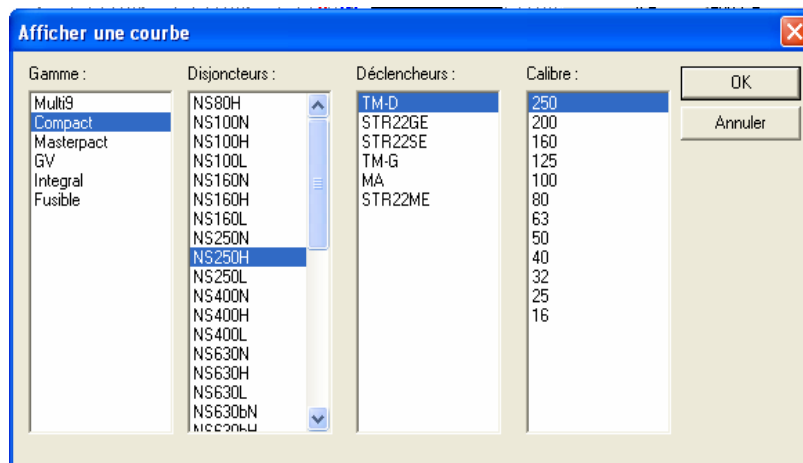 Afficher une courbe
Gamme :
Multi9
Compact
Masterpact
GV
Integral
Fusible
Disjoncteurs :
NS80H
NS100N
NS100H
NS100L
NS160N
NS160H
NS160L
NS250N
NS250H
NS250L
NS400N
NS400H
NS400L
NS630N
NS630H
NS630L
NS630bN
NS630bH
Déclencheurs :
TM-D
STR22GE
STR22SE
TM-G
MA
STR22ME
Calibre :
250
200
160
125
100
80
63
50
40
32
25
16
OK
Annuler